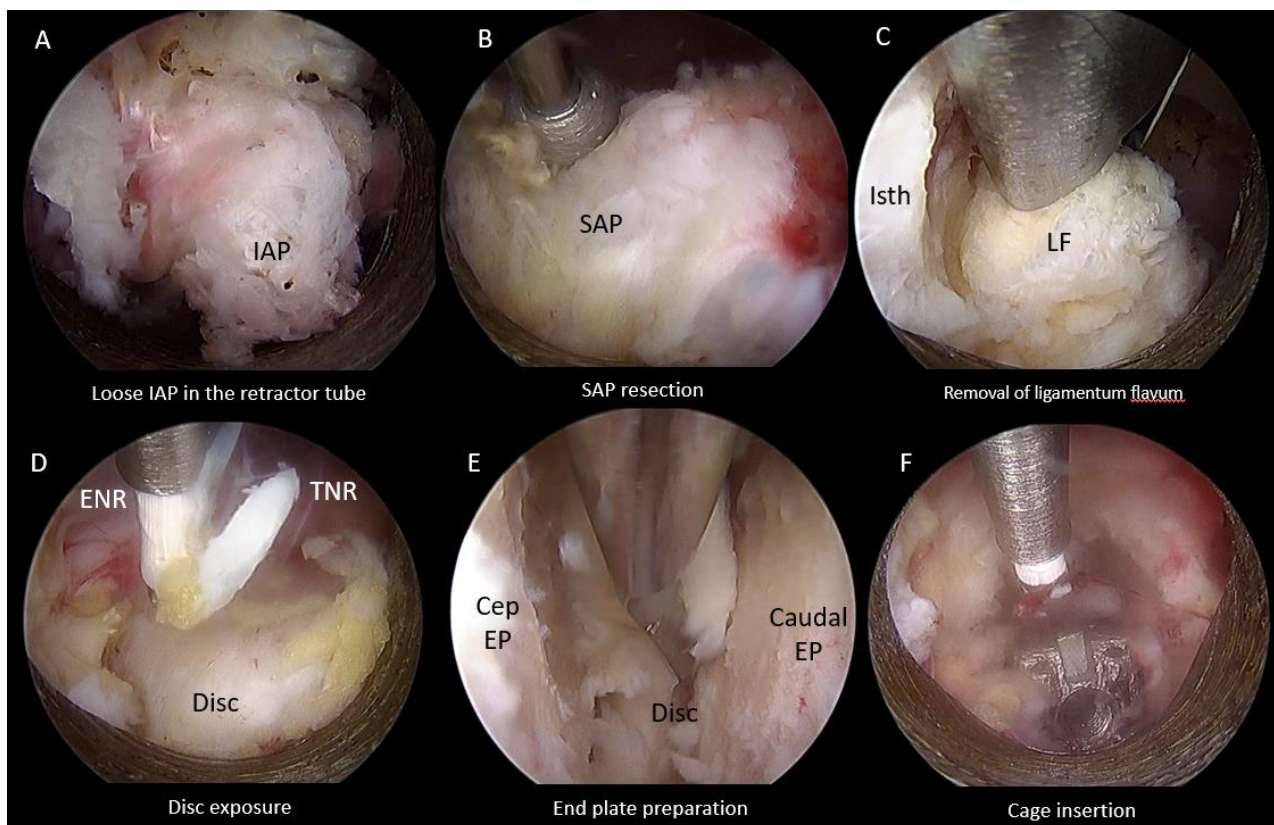 A
IAP
Loose IAP in the retractor tube
B
SAP
SAP resection
C
Isth
LF
Removal of ligamentum flavum
D
ENR
TNR
Disc
Disc exposure
E
Cep
EP
Caudal
EP
Disc
End plate preparation
F
Cage insertion